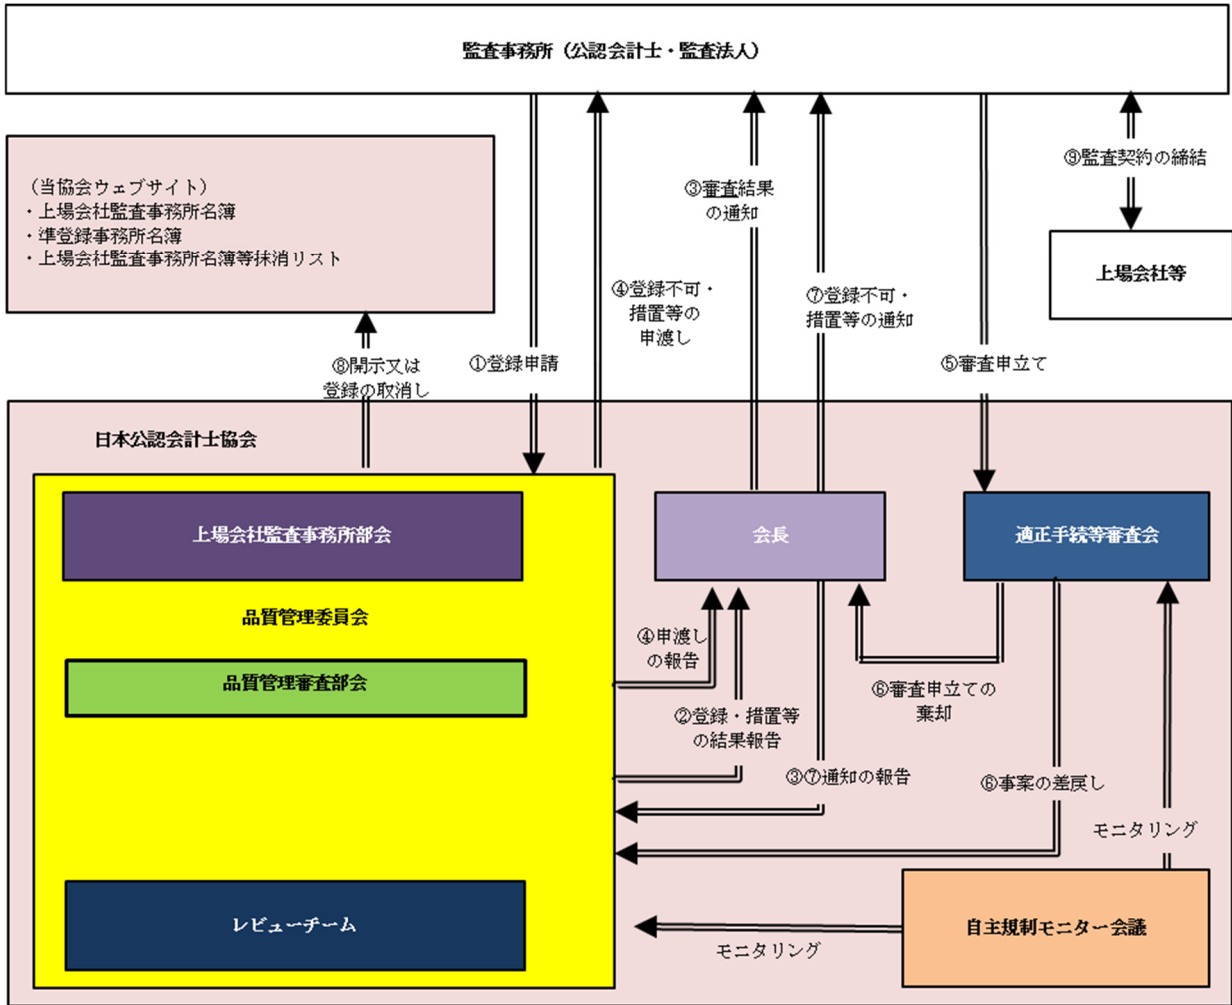 監査事務所（公認会計士・監査法人）
（当協会ウェブサイト）
・上場会社監査事務所名簿
・準登録事務所名簿
・上場会社監査事務所名簿等抹消リスト
⑨監査契約の締結
上場会社等
③審査結果
の通知
④登録不可・
措置等の
申渡し
⑦登録不可・
措置等の通知
⑧開示又は
登録の取消し
①登録申請
⑤審査申立て
日本公認会計士協会
上場会社監査事務所部会
会長
適正手続等審査会
品質管理委員会
④申渡し
の報告
品質管理審査部会
⑥審査申立ての
棄却
②登録・措置等
の結果報告
③⑦通知の報告
⑥事案の差戻し
モニタリング
レビューチーム
モニタリング
自主規制モニター会議